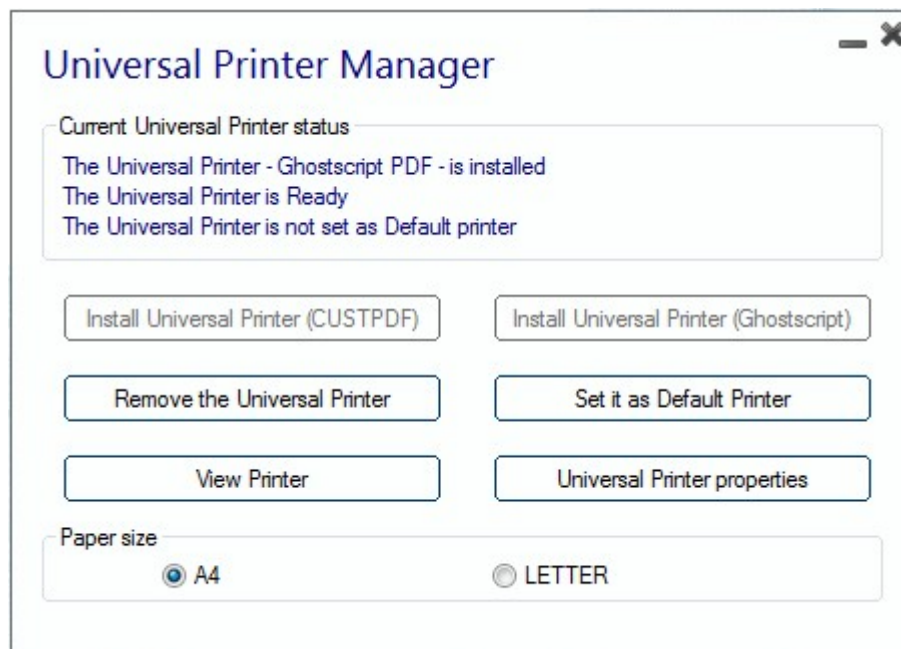 Universal Printer Manager
Current Universal Printer status
The Universal Printer - Ghostscript PDF - is installed
The Universal Printer is Ready
The Universal Printer is not set as Default printer
Install Universal Printer (CUSTPDF)
Install Universal Printer (Ghostscript)
Remove the Universal Printer
Set it as Default Printer
View Printer
Universal Printer properties
Paper size
A4
LETTER